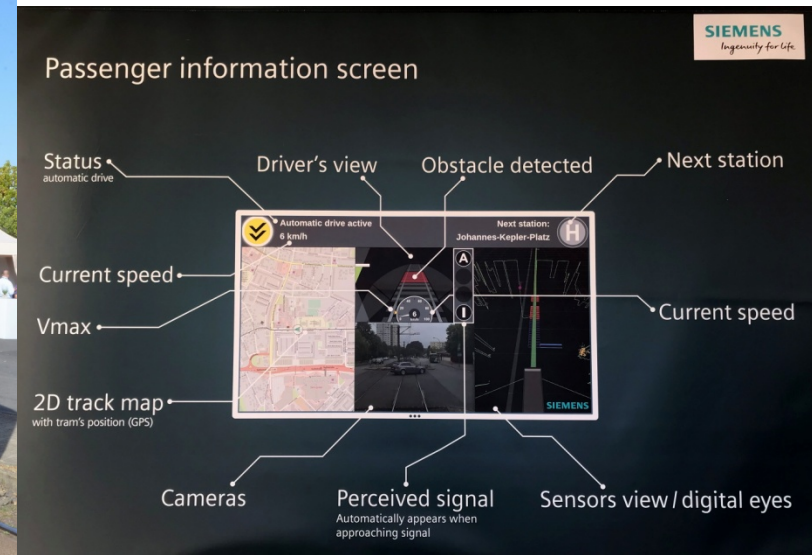 SIEMENS
Ingenuity for life
Passenger information screen
Status
automatic drive
Driver's view
Obstacle detected
Next station
Automatic drive active
6 km/h
Next station:
Johannes-Kepler-Platz
H
A
Current speed
Vmax
6
Current speed
2D track map
with tram's position (GPS)
SIEMENS
Cameras
Perceived signal
Automatically appears when
approaching signal
Sensors view / digital eyes